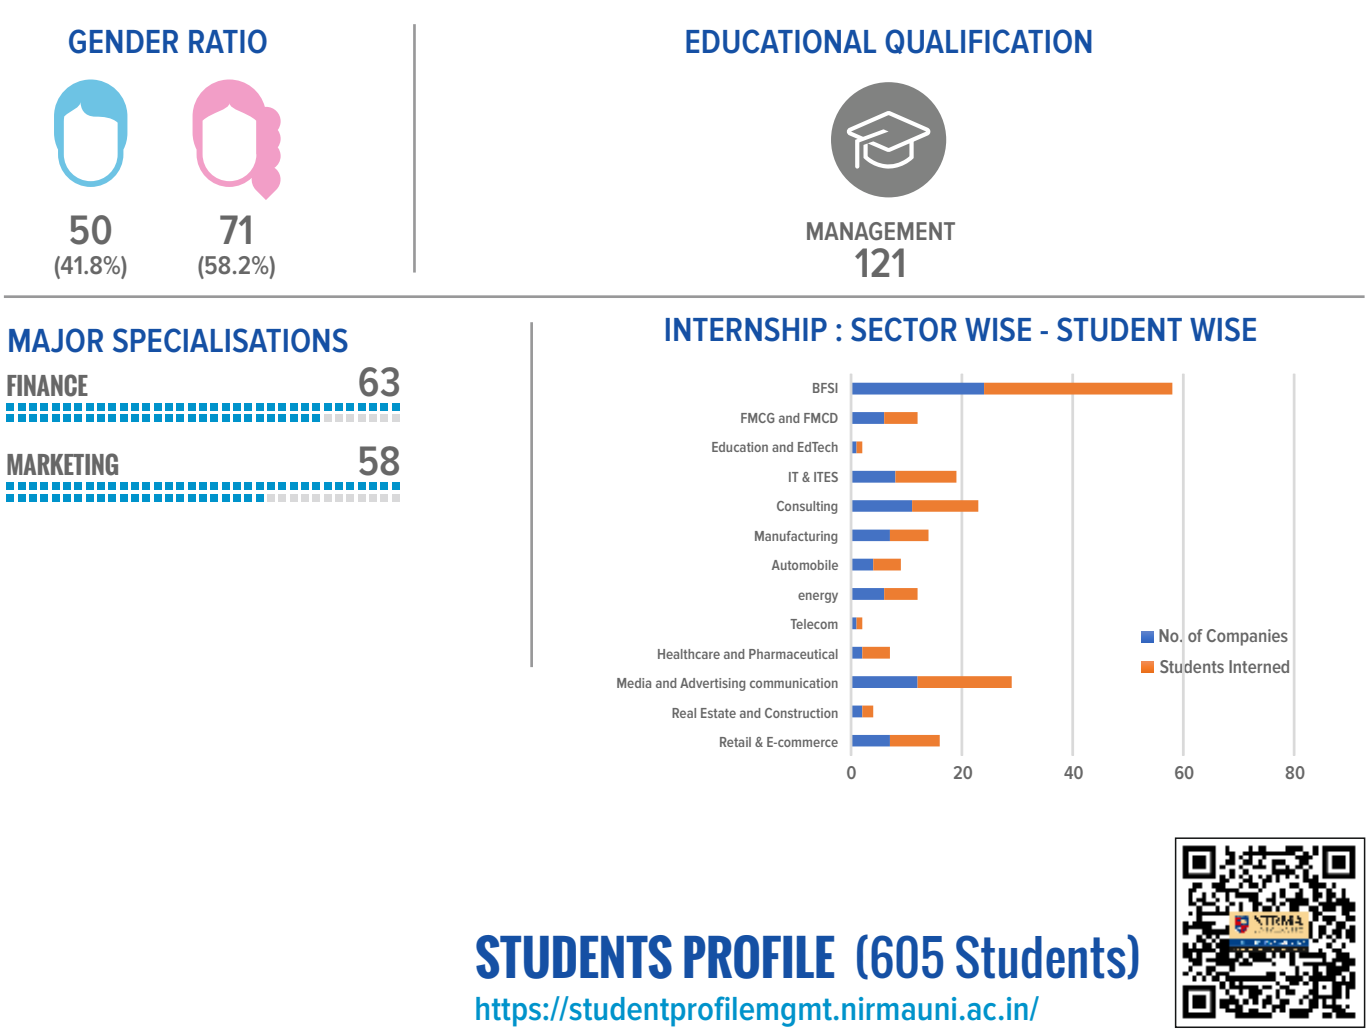 GENDER RATIO
50
(41.8%)
71
(58.2%)
EDUCATIONAL QUALIFICATION
MANAGEMENT
121
MAJOR SPECIALISATIONS
FINANCE 63
MARKETING 58
INTERNSHIP : SECTOR WISE - STUDENT WISE
BFSI
FMCG and FMCD
Education and EdTech
IT & ITES
Consulting
Manufacturing
Automobile
energy
Telecom
Healthcare and Pharmaceutical
Media and Advertising communication
Real Estate and Construction
Retail & E-commerce
0 20 40 60 80
No. of Companies
Students Interned
STUDENTS PROFILE (605 Students)
https://studentprofilemgmt.nirmauni.ac.in/
NIRMA